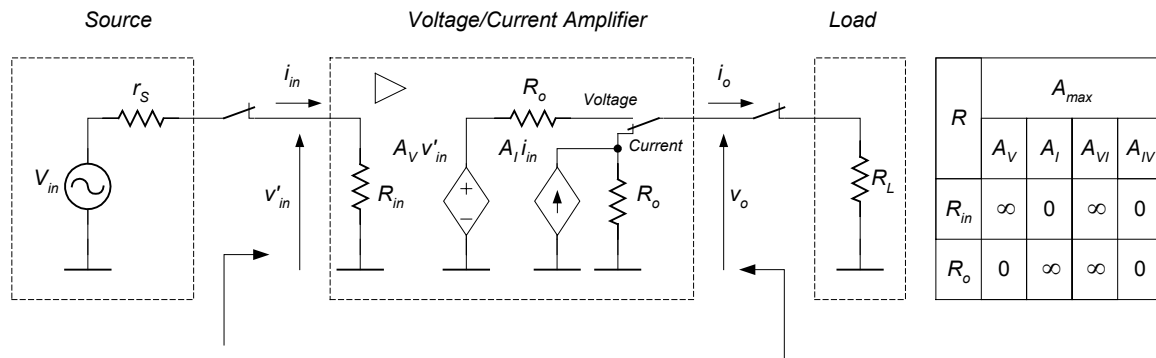 Source
Voltage/Current Amplifier
Load
r_S
i_in
R_o
Voltage
i_o
R
A_max
V_in
v'_in
R_in
A_V v'_in
A_I i_in
Current
R_o
v_o
R_L
A_V A_I A_VI A_IV
R_in ∞ 0 ∞ 0
R_o 0 ∞ ∞ 0
+
−